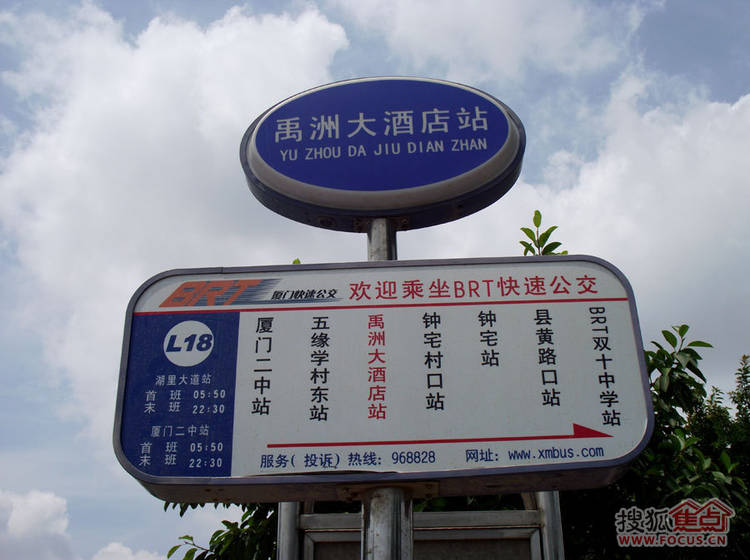 禹洲大酒店站
YU ZHOU DA JIU DIAN ZHAN
BRT 厦门快速公交 欢迎乘坐BRT快速公交
L18
湖里大道站
首 班 05:50
末 班 22:30
厦门二中站
首 班 05:50
末 班 22:30
厦门二中站
五缘学村东站
禹洲大酒店站
钟宅村口站
钟宅站
县黄路口站
BRT双十中学站
服务(投诉)热线: 968828 网址: www.xmbus.com
搜狐焦点
WWW.FOCUS.CN